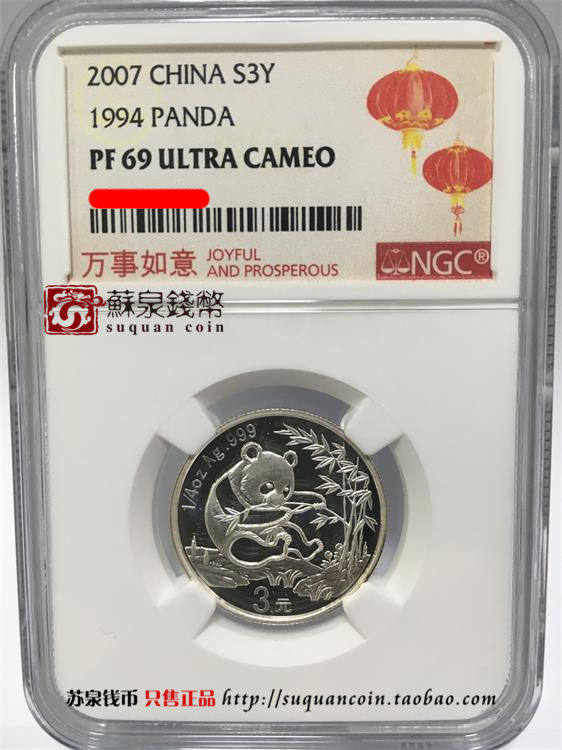 2007 CHINA S3Y
1994 PANDA
PF 69 ULTRA CAMEO
万事如意 JOYFUL
AND PROSPEROUS
NGC®
蘇泉錢幣
suquan coin
1/4oz Ag.999
3元
苏泉钱币 只售正品 http://suquancoin.taobao.com